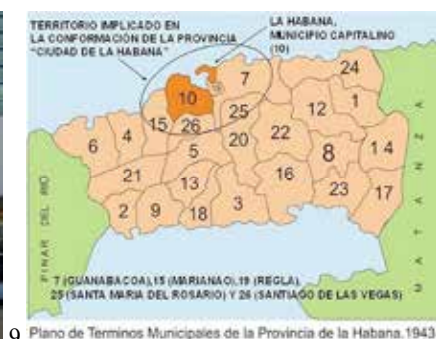 TERRITORIO IMPLICADO EN
LA CONFORMACIÓN DE LA PROVINCIA
"CIUDAD DE LA HABANA"
LA HABANA.
MUNICIPIO CAPITALINO
(10)
7
24
10
1
12
25
15
26
4
6
20
22
5
8
14
21
13
16
23
17
2
9
18
3
PINAR DEL RIO
MATANZA
7 (GUANABACOA),15 (MARIANAO),19 (REGLA),
25 (SANTA MARIA DEL ROSARIO) Y 26 (SANTIAGO DE LAS VEGAS)
9 Plano de Terminos Municipales de la Provincia de la Habana.1943